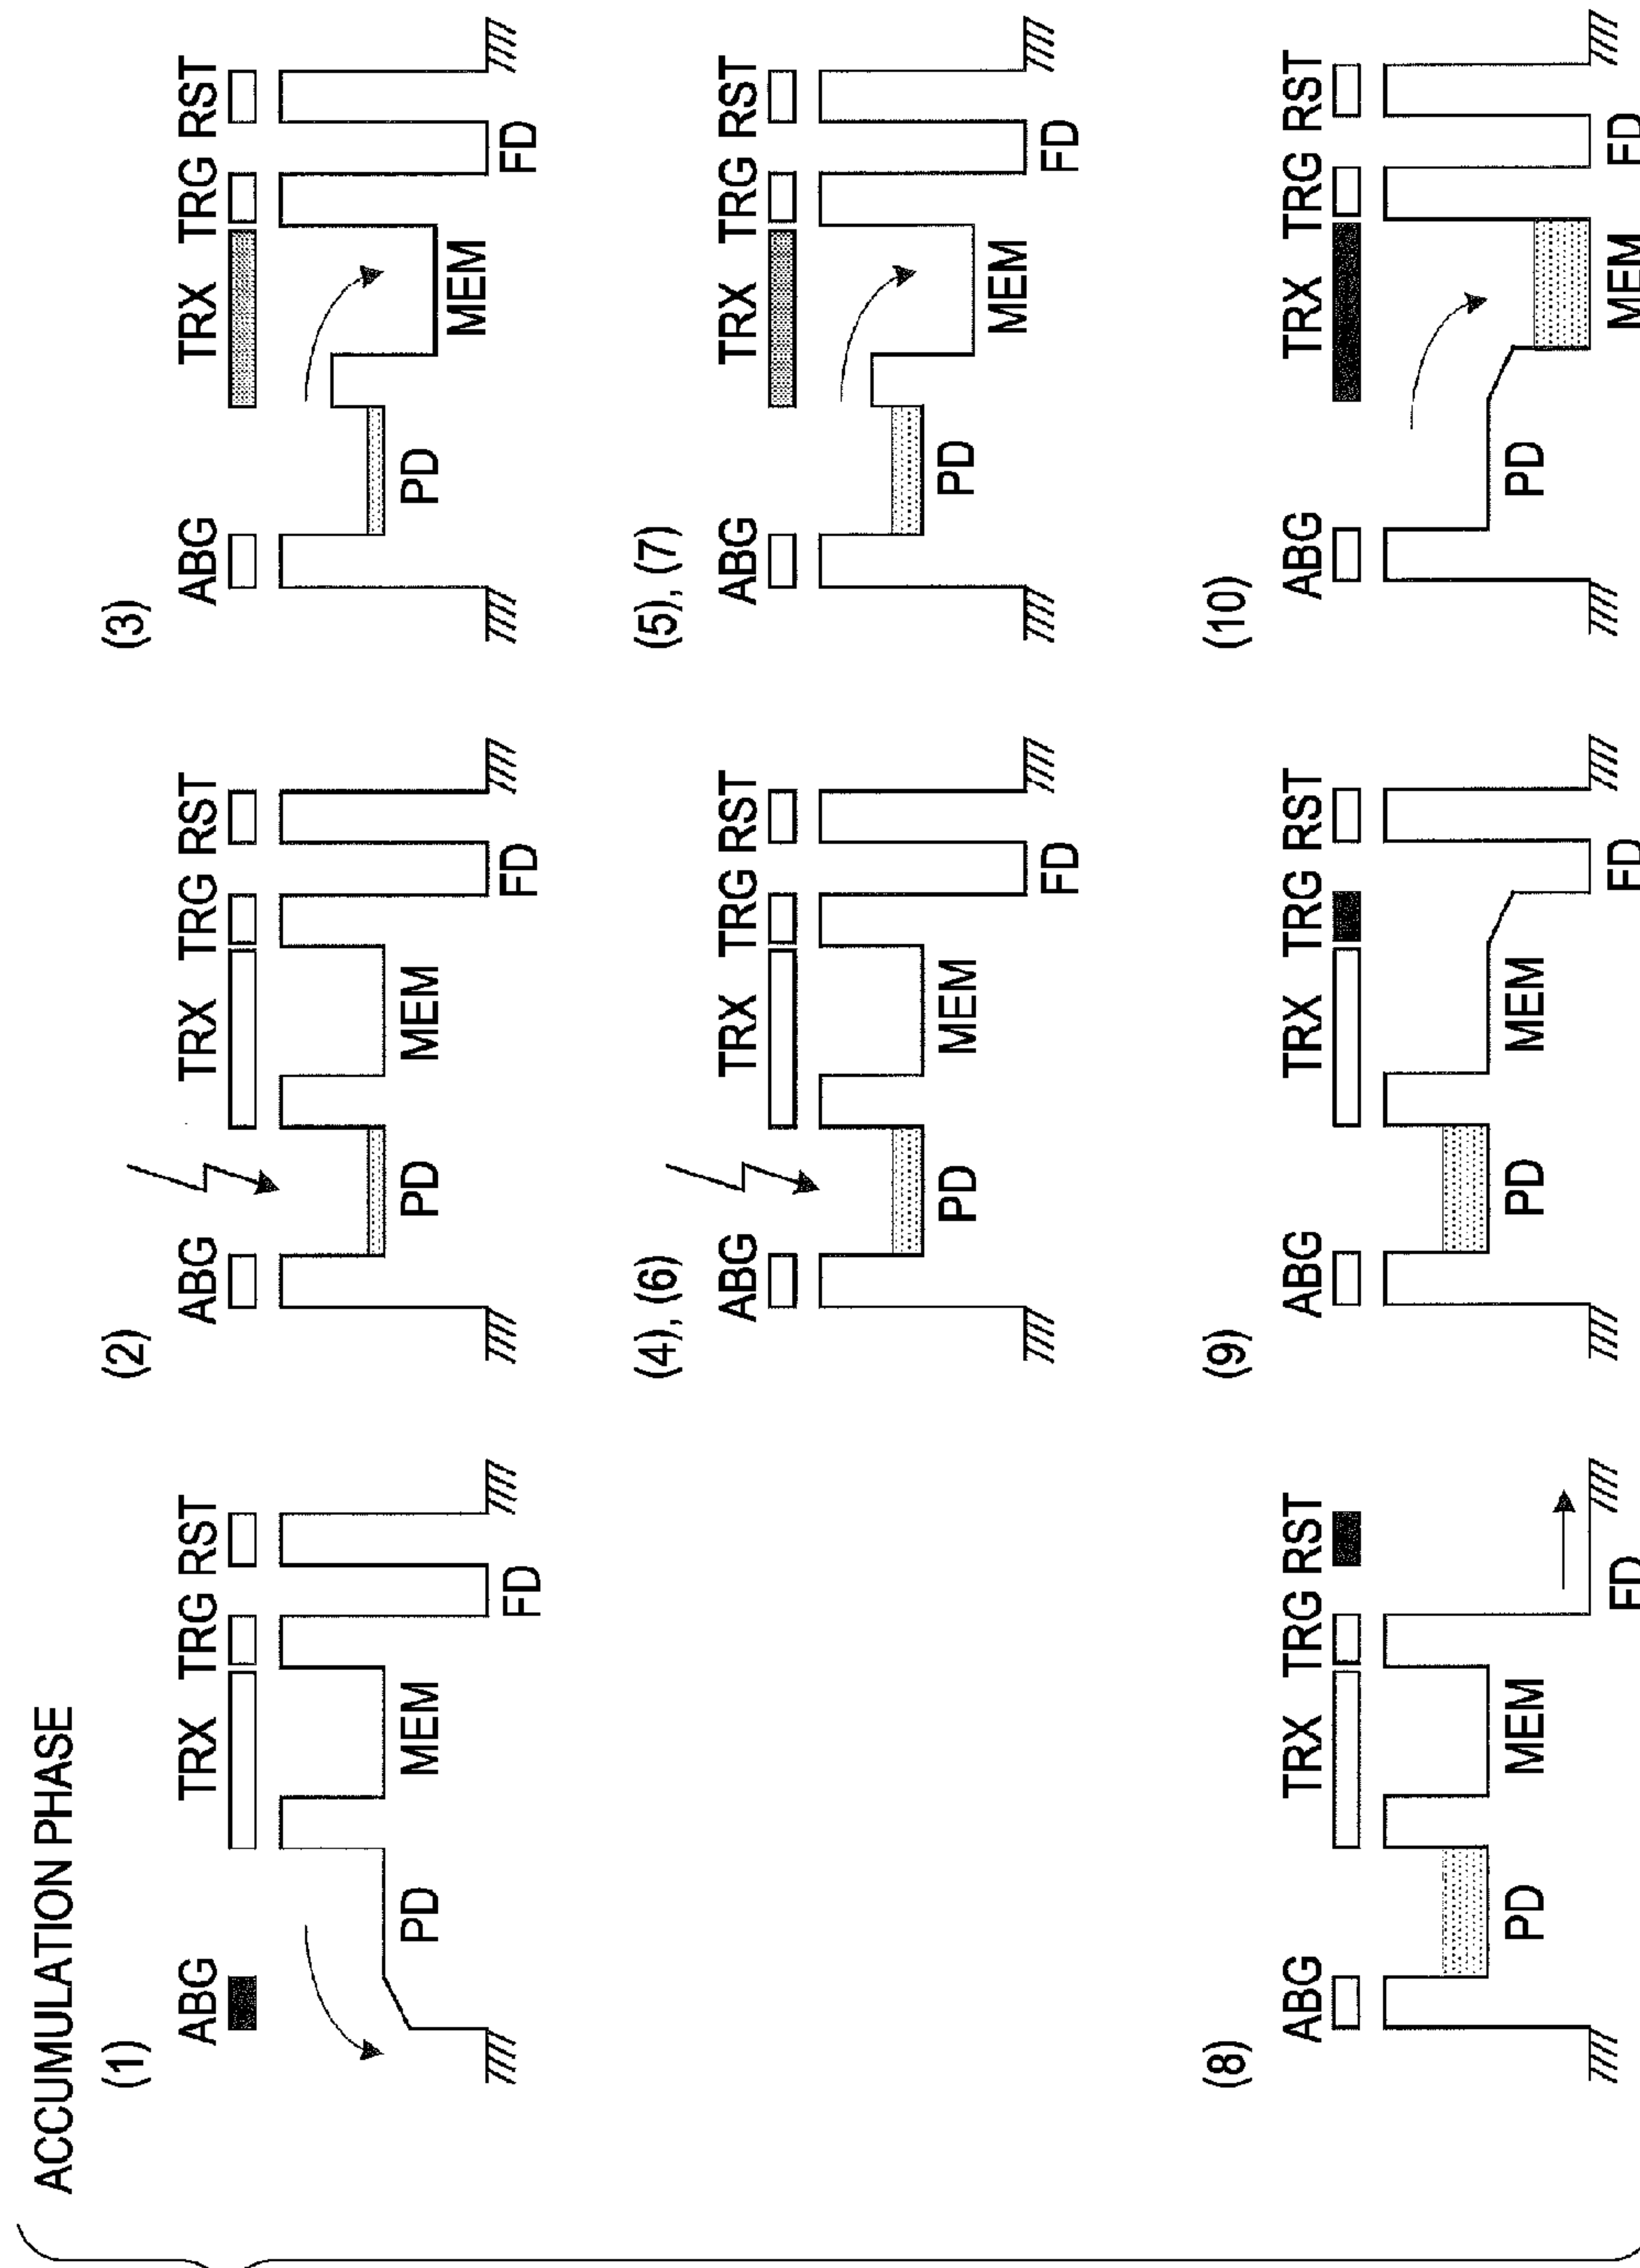 ACCUMULATION PHASE
(1)
ABG TRX TRG RST
PD MEM FD
(2)
ABG TRX TRG RST
PD MEM FD
(3)
ABG TRX TRG RST
PD MEM FD
(4), (6)
ABG TRX TRG RST
PD MEM FD
(5), (7)
ABG TRX TRG RST
PD MEM FD
(8)
ABG TRX TRG RST
PD MEM FD
(9)
ABG TRX TRG RST
PD MEM FD
(10)
ABG TRX TRG RST
PD MEM FD